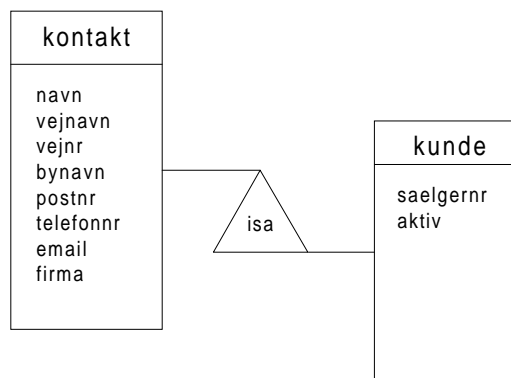 kontakt
navn
vejnavn
vejnr
bynavn
postnr
telefonnr
email
firma
isa
kunde
saelgernr
aktiv